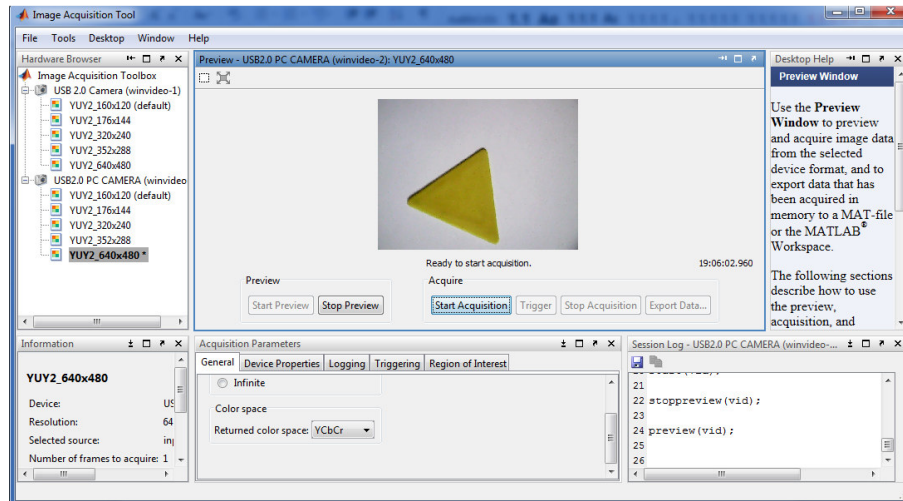 Image Acquisition Tool
File Tools Desktop Window Help
Hardware Browser
Image Acquisition Toolbox
USB 2.0 Camera (winvideo-1)
YUY2_160x120 (default)
YUY2_176x144
YUY2_320x240
YUY2_352x288
YUY2_640x480
USB2.0 PC CAMERA (winvideo
YUY2_160x120 (default)
YUY2_176x144
YUY2_320x240
YUY2_352x288
YUY2_640x480 *
Preview - USB2.0 PC CAMERA (winvideo-2): YUY2_640x480
Ready to start acquisition.
19:06:02.960
Preview
Start Preview Stop Preview
Acquire
Start Acquisition Trigger Stop Acquisition Export Data...
Desktop Help
Preview Window
Use the Preview
Window to preview
and acquire image data
from the selected
device format, and to
export data that has
been acquired in
memory to a MAT-file
or the MATLAB®
Workspace.
The following sections
describe how to use
the preview,
acquisition, and
Information
YUY2_640x480
Device: US
Resolution: 64
Selected source: in
Number of frames to acquire: 1
Acquisition Parameters
General Device Properties Logging Triggering Region of Interest
Infinite
Color space
Returned color space: YCbCr
Session Log - USB2.0 PC CAMERA (winvideo-...
21
22 stoppreview(vid);
23
24 preview(vid);
25
26